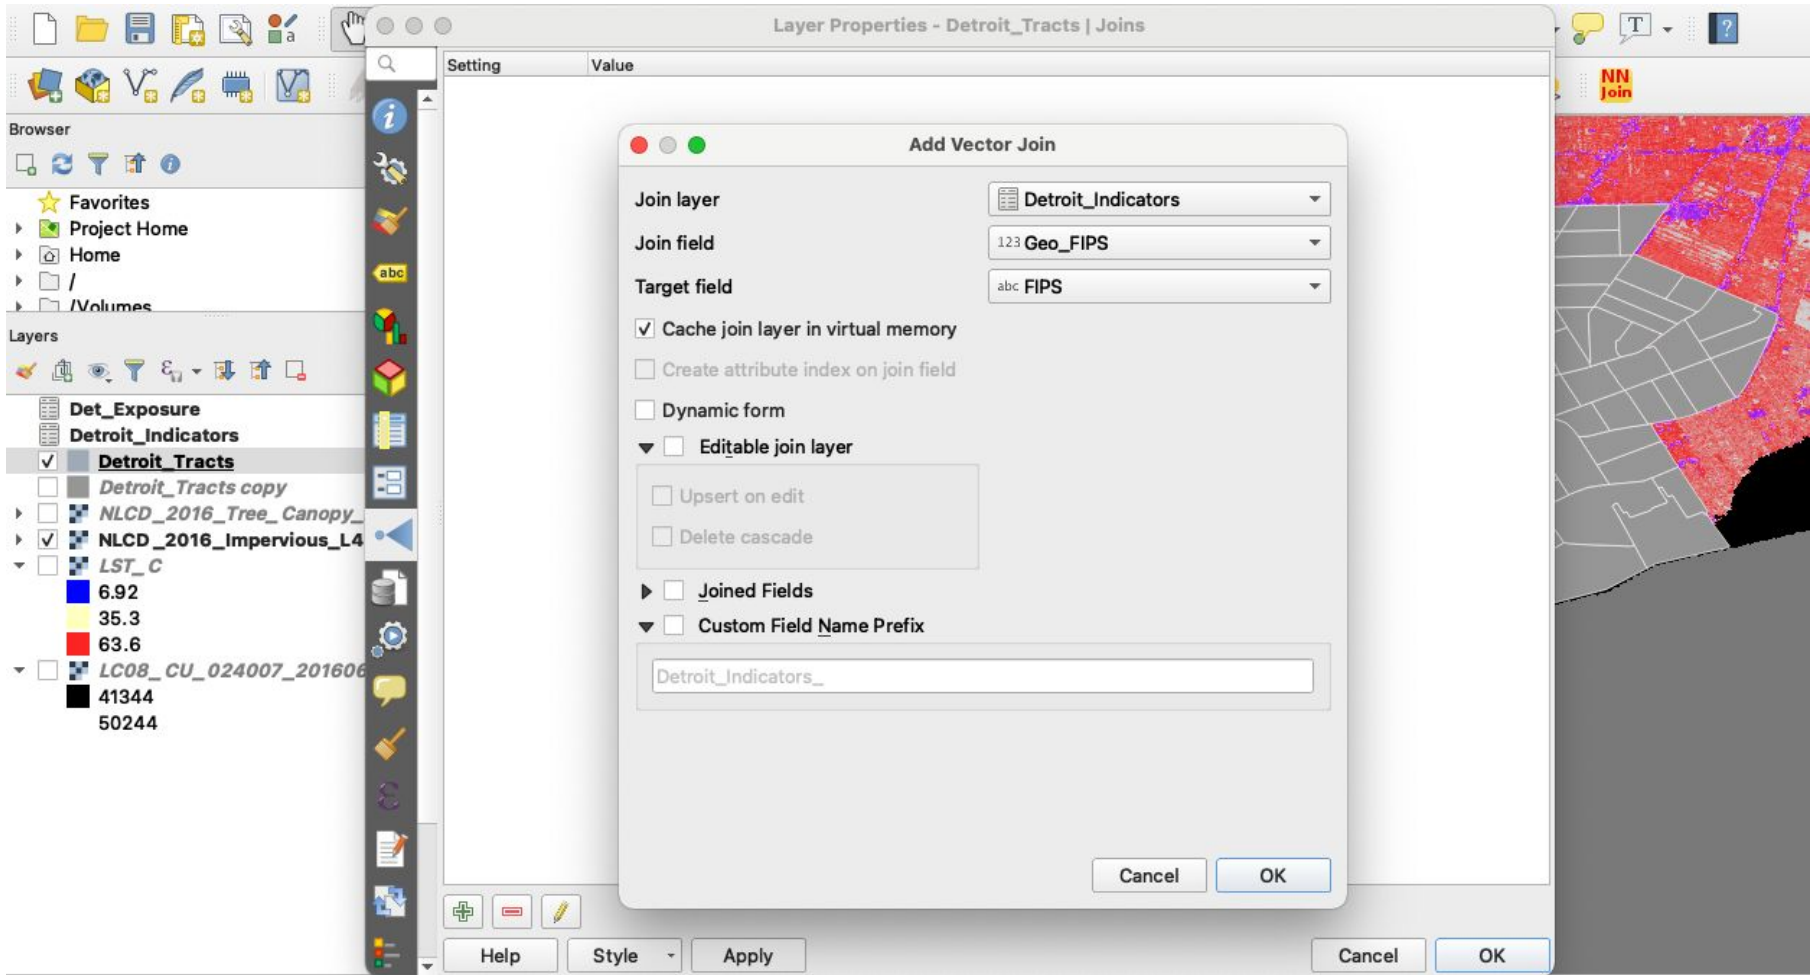 Layer Properties - Detroit_Tracts | Joins
T
?
a
NN
Join
Setting Value
Browser
Favorites
Project Home
Home
/
/Volumes
Layers
Det_Exposure
Detroit_Indicators
Detroit_Tracts
Detroit_Tracts copy
NLCD_2016_Tree_Canopy_
NLCD_2016_Impervious_L4
LST_C
6.92
35.3
63.6
LC08_CU_024007_201606
41344
50244
i
abc
Add Vector Join
Join layer Detroit_Indicators
Join field 123 Geo_FIPS
Target field abc FIPS
Cache join layer in virtual memory
Create attribute index on join field
Dynamic form
Editable join layer
Upsert on edit
Delete cascade
Joined Fields
Custom Field Name Prefix
Detroit_Indicators_
Cancel OK
Help Style Apply Cancel OK